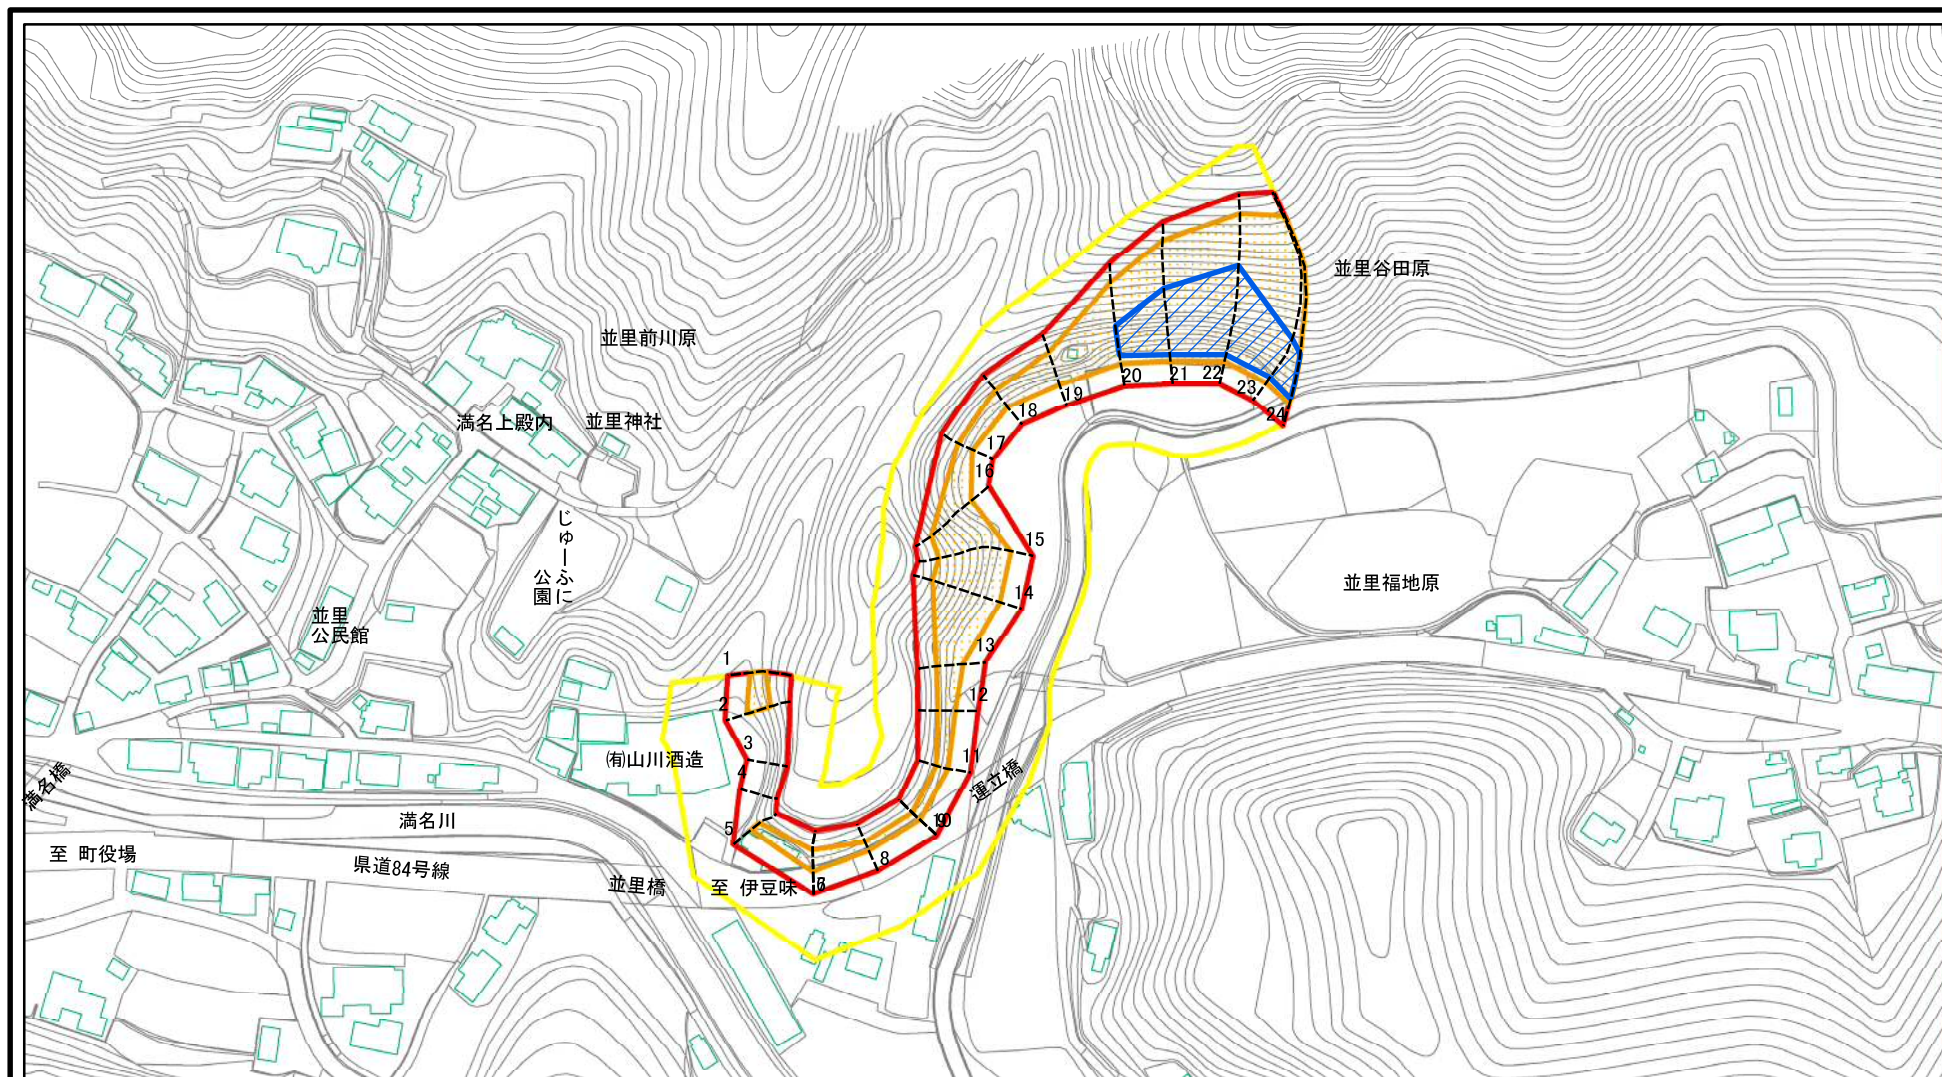 並里谷田原
並里前川原
満名上殿内
並里神社
じゅーふに
公園
並里
公民館
並里福地原
㈲山川酒造
満名橋
満名川
運立橋
至 町役場
県道84号線
並里橋
至 伊豆味
1
2
3
4
5
6
7
8
9
10
11
12
13
14
15
16
17
18
19
20
21
22
23
24